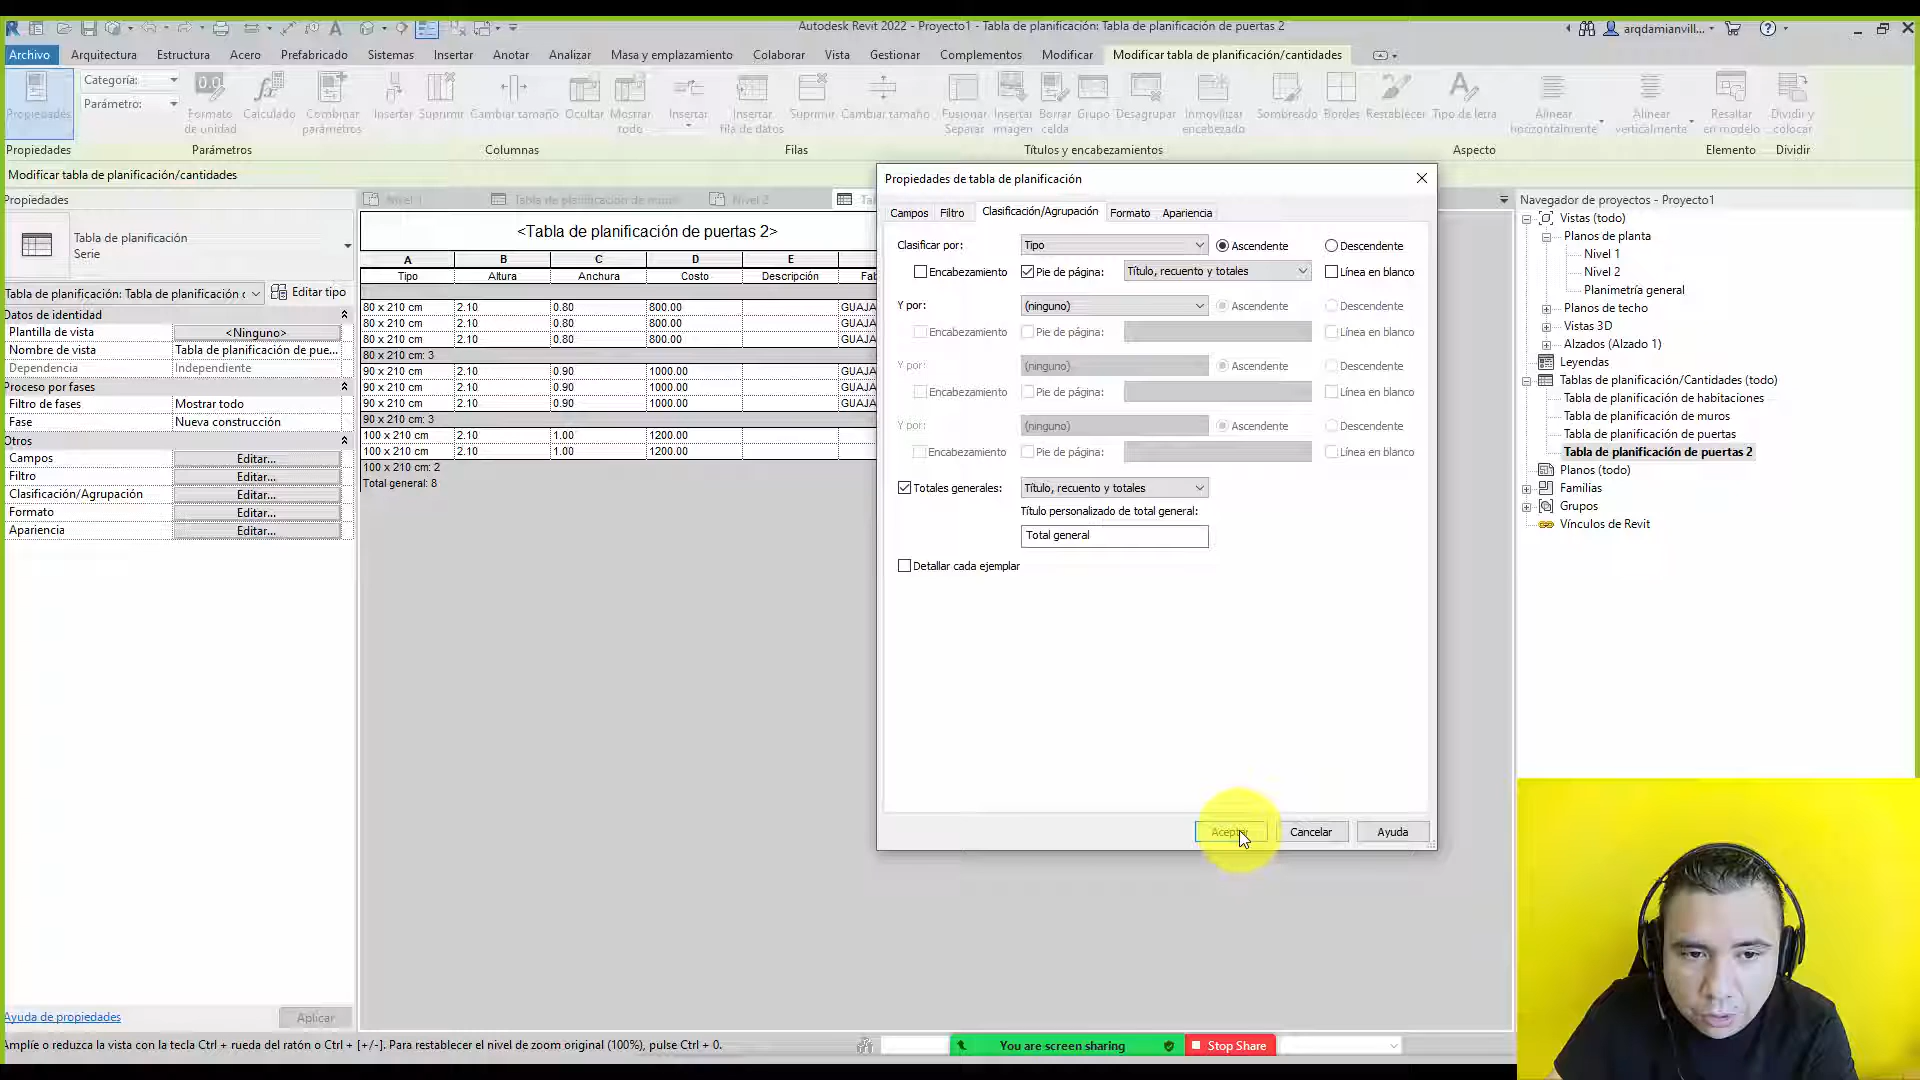 Autodesk Revit 2022 - Proyecto1 - Tabla de planificación: Tabla de planificación de puertas 2
arqdamianvill...
Archivo Arquitectura Estructura Acero Prefabricado Sistemas Insertar Anotar Analizar Masa y emplazamiento Colaborar Vista Gestionar Complementos Modificar Modificar tabla de planificación/cantidades
Propiedades
Categoría:
Parámetro:
Formato de unidad
Calculado
Combinar parámetros
Insertar
Suprimir
Cambiar tamaño
Ocultar
Mostrar todo
Insertar
Insertar fila de datos
Suprimir
Cambiar tamaño
Fusionar Separar
Insertar imagen
Borrar celda
Grupo
Desagrupar
Inmovilizar encabezado
Sombreado
Bordes
Restablecer
Tipo de letra
Alinear horizontalmente
Alinear verticalmente
Resaltar en modelo
Dividir y colocar
Propiedades Parámetros Columnas Filas Títulos y encabezamientos Aspecto Elemento Dividir
Modificar tabla de planificación/cantidades
Propiedades
Tabla de planificación
Serie
Tabla de planificación: Tabla de planificación c
Editar tipo
Datos de identidad
Plantilla de vista <Ninguno>
Nombre de vista Tabla de planificación de pue...
Dependencia Independiente
Proceso por fases
Filtro de fases Mostrar todo
Fase Nueva construcción
Otros
Campos Editar...
Filtro Editar...
Clasificación/Agrupación Editar...
Formato Editar...
Apariencia Editar...
Ayuda de propiedades
Aplicar
Nivel 1 Tabla de planificación de muros Nivel 2 Ta
<Tabla de planificación de puertas 2>
A B C D E
Tipo Altura Anchura Costo Descripción Fab
80 x 210 cm 2.10 0.80 800.00 GUAJA
80 x 210 cm 2.10 0.80 800.00 GUAJA
80 x 210 cm 2.10 0.80 800.00 GUAJA
80 x 210 cm: 3
90 x 210 cm 2.10 0.90 1000.00 GUAJA
90 x 210 cm 2.10 0.90 1000.00 GUAJA
90 x 210 cm 2.10 0.90 1000.00 GUAJA
90 x 210 cm: 3
100 x 210 cm 2.10 1.00 1200.00
100 x 210 cm 2.10 1.00 1200.00
100 x 210 cm: 2
Total general: 8
Propiedades de tabla de planificación
Campos Filtro Clasificación/Agrupación Formato Apariencia
Clasificar por: Tipo Ascendente Descendente
Encabezamiento Pie de página: Título, recuento y totales Línea en blanco
Y por: (ninguno) Ascendente Descendente
Encabezamiento Pie de página: Línea en blanco
Y por: (ninguno) Ascendente Descendente
Encabezamiento Pie de página: Línea en blanco
Y por: (ninguno) Ascendente Descendente
Encabezamiento Pie de página: Línea en blanco
Totales generales: Título, recuento y totales
Título personalizado de total general:
Total general
Detallar cada ejemplar
Aceptar Cancelar Ayuda
Navegador de proyectos - Proyecto1
Vistas (todo)
Planos de planta
Nivel 1
Nivel 2
Planimetría general
Planos de techo
Vistas 3D
Alzados (Alzado 1)
Leyendas
Tablas de planificación/Cantidades (todo)
Tabla de planificación de habitaciones
Tabla de planificación de muros
Tabla de planificación de puertas
Tabla de planificación de puertas 2
Planos (todo)
Familias
Grupos
Vínculos de Revit
Amplíe o reduzca la vista con la tecla Ctrl + rueda del ratón o Ctrl + [+/-]. Para restablecer el nivel de zoom original (100%), pulse Ctrl + 0.
You are screen sharing
Stop Share